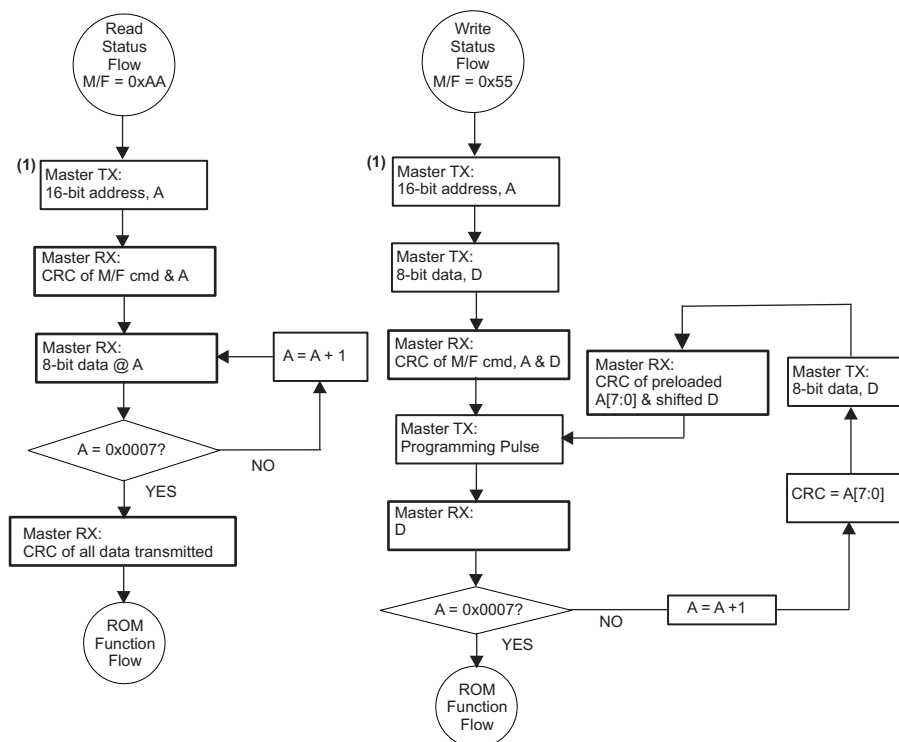 Read
Status
Flow
M/F = 0xAA
(1)
Master TX:
16-bit address, A
Master RX:
CRC of M/F cmd & A
Master RX:
8-bit data @ A
A = A + 1
A = 0x0007?
NO
YES
Master RX:
CRC of all data transmitted
ROM
Function
Flow
Write
Status
Flow
M/F = 0x55
(1)
Master TX:
16-bit address, A
Master TX:
8-bit data, D
Master RX:
CRC of M/F cmd, A & D
Master TX:
Programming Pulse
Master RX:
D
A = 0x0007?
NO
YES
A = A +1
CRC = A[7:0]
Master TX:
8-bit data, D
Master RX:
CRC of preloaded
A[7:0] & shifted D
ROM
Function
Flow